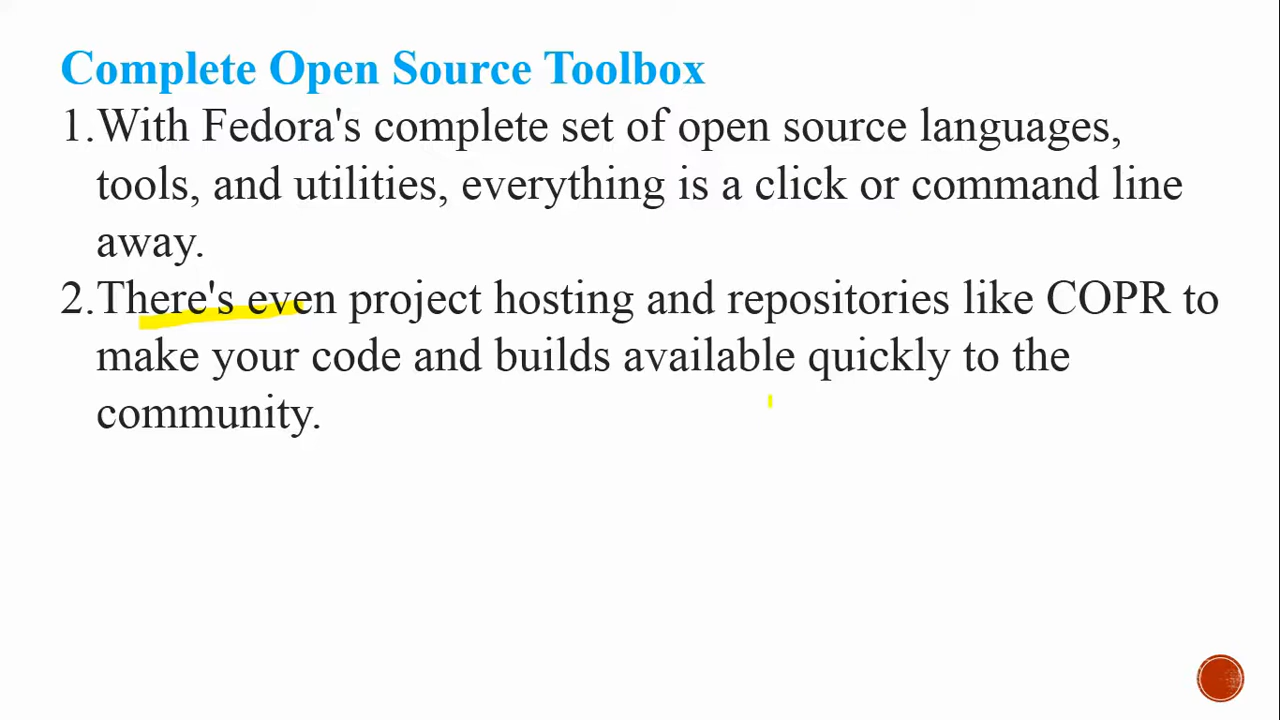 Complete Open Source Toolbox
1.With Fedora's complete set of open source languages,
tools, and utilities, everything is a click or command line
away.
2.There's even project hosting and repositories like COPR to
make your code and builds available quickly to the
community.